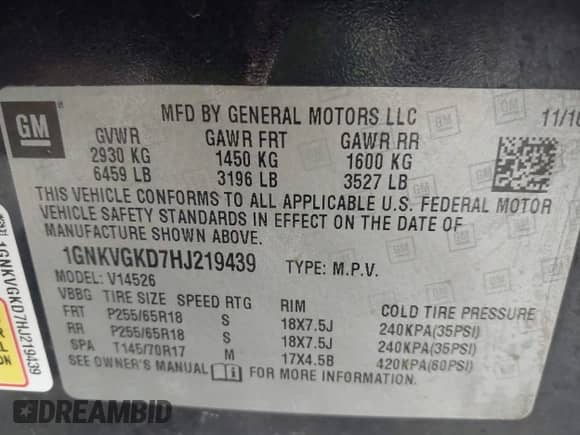 GM
MFD BY GENERAL MOTORS LLC
11/16
GVWR GAWR FRT GAWR RR
2930 KG 1450 KG 1600 KG
6459 LB 3196 LB 3527 LB
THIS VEHICLE CONFORMS TO ALL APPLICABLE U.S. FEDERAL MOTOR
VEHICLE SAFETY STANDARDS IN EFFECT ON THE DATE OF
MANUFACTURE SHOWN ABOVE.
1GNKVGKD7HJ219439 TYPE: M.P.V.
MODEL: V14526
VBBG TIRE SIZE SPEED RTG RIM COLD TIRE PRESSURE
FRT P255/65R18 S 18X7.5J 240KPA(35PSI)
RR P255/65R18 S 18X7.5J 240KPA(35PSI)
SPA T145/70R17 M 17X4.5B 420KPA(60PSI)
SEE OWNER'S MANUAL FOR MORE INFORMATION.
1GNKVGKD7HJ219439
DREAMBID